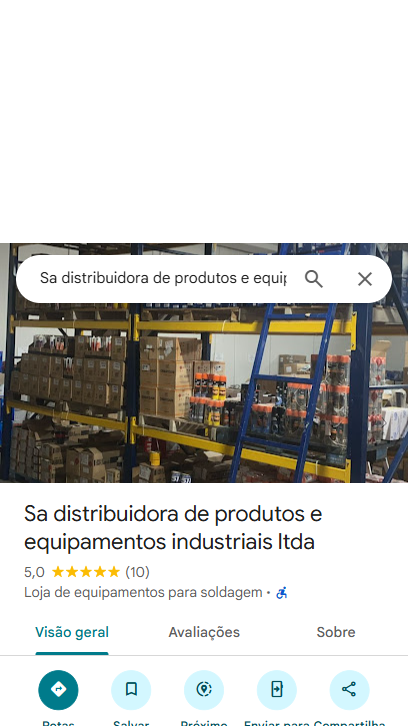 Sa distribuidora de produtos e equip
Sa distribuidora de produtos e
equipamentos industriais ltda
5,0 ★★★★★ (10)
Loja de equipamentos para soldagem ·
Visão geral Avaliações Sobre
Rotas Salvar Próximo Enviar para Compartilha